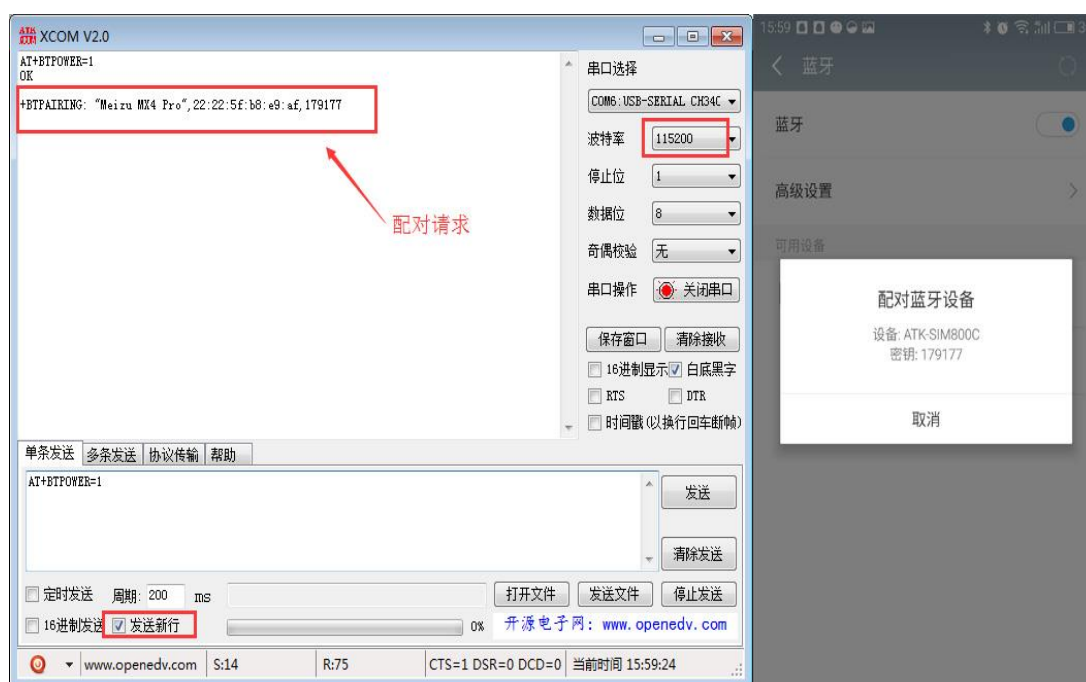 XCOM V2.0
AT+BTPOWER=1
OK
+BTPAIRING: "Meizu MX4 Pro",22:22:5f:b8:e9:af,179177
配对请求
串口选择
COM6:USB-SERIAL CH34C
波特率 115200
停止位 1
数据位 8
奇偶校验 无
串口操作 关闭串口
保存窗口 清除接收
16进制显示 白底黑字
RTS DTR
时间戳(以换行回车断帧)
单条发送 多条发送 协议传输 帮助
AT+BTPOWER=1
发送
清除发送
定时发送 周期: 200 ms 打开文件 发送文件 停止发送
16进制发送 发送新行 0% 开源电子网: www.openedv.com
www.openedv.com S:14 R:75 CTS=1 DSR=0 DCD=0 当前时间 15:59:24
15:59 3
蓝牙
蓝牙
高级设置
可用设备
配对蓝牙设备
设备: ATK-SIM800C
密钥: 179177
取消